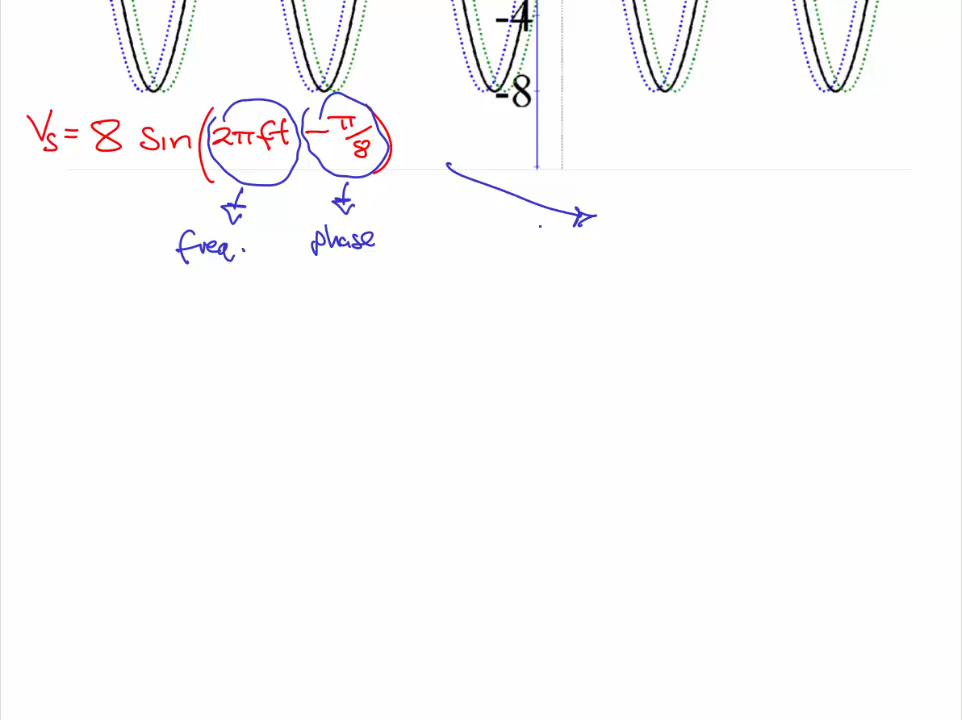 -4
-8
Vs = 8 sin(2πft - π/8)
freq. phase